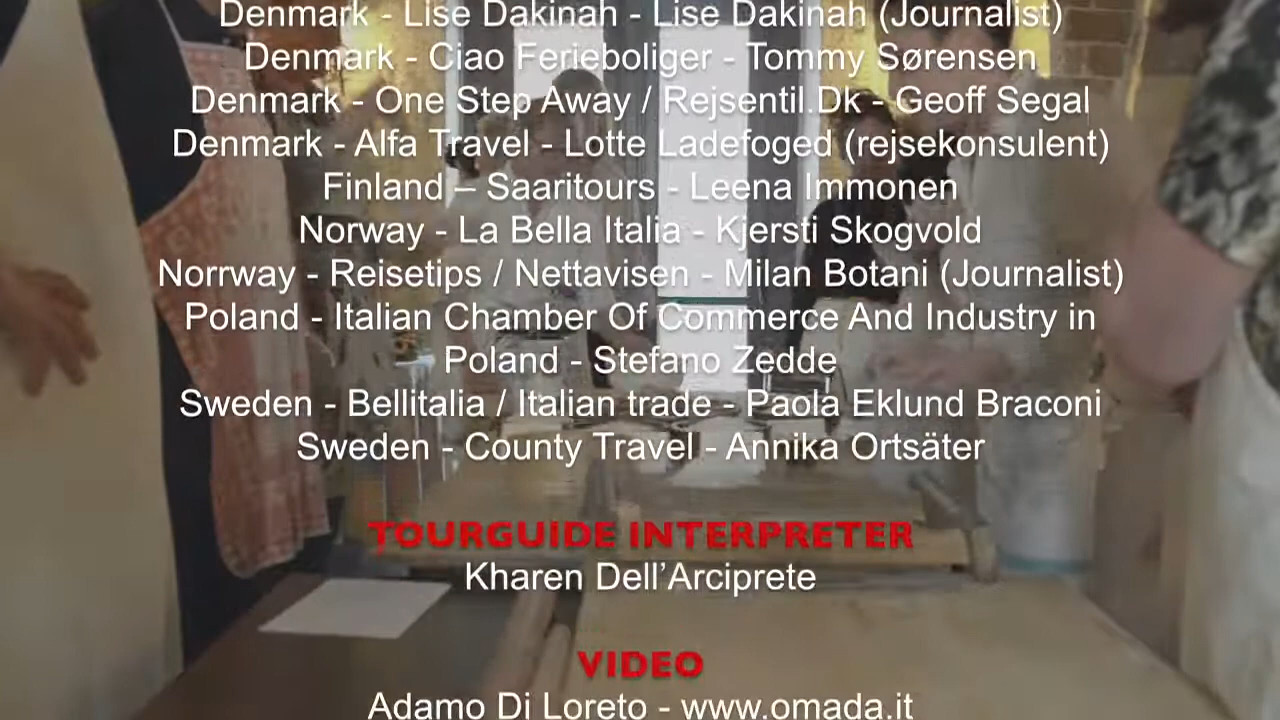 Denmark - Lise Dakinah - Lise Dakinah (Journalist)
Denmark - Ciao Ferieboliger - Tommy Sørensen
Denmark - One Step Away / Rejsentil.Dk - Geoff Segal
Denmark - Alfa Travel - Lotte Ladefoged (rejsekonsulent)
Finland – Saaritours - Leena Immonen
Norway - La Bella Italia - Kjersti Skogvold
Norrway - Reisetips / Nettavisen - Milan Botani (Journalist)
Poland - Italian Chamber Of Commerce And Industry in
Poland - Stefano Zedde
Sweden - Bellitalia / Italian trade - Paola Eklund Braconi
Sweden - County Travel - Annika Ortsäter
TOURGUIDE INTERPRETER
Kharen Dell’Arciprete
VIDEO
Adamo Di Loreto - www.omada.it